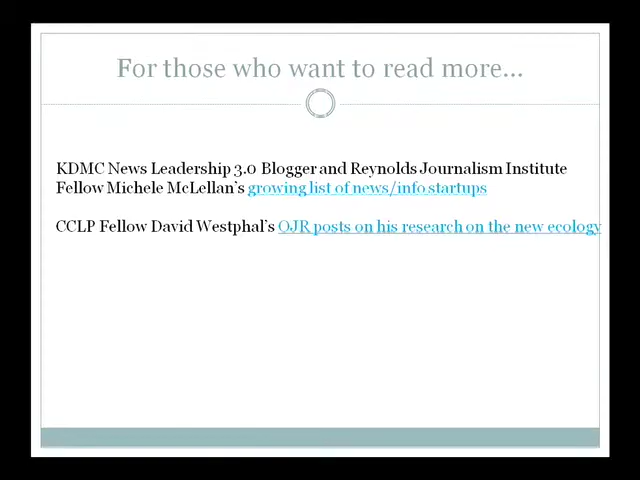 For those who want to read more...
KDMC News Leadership 3.0 Blogger and Reynolds Journalism Institute
Fellow Michele McLellan's growing list of news/info startups
CCLP Fellow David Westphal's OJR posts on his research on the new ecology